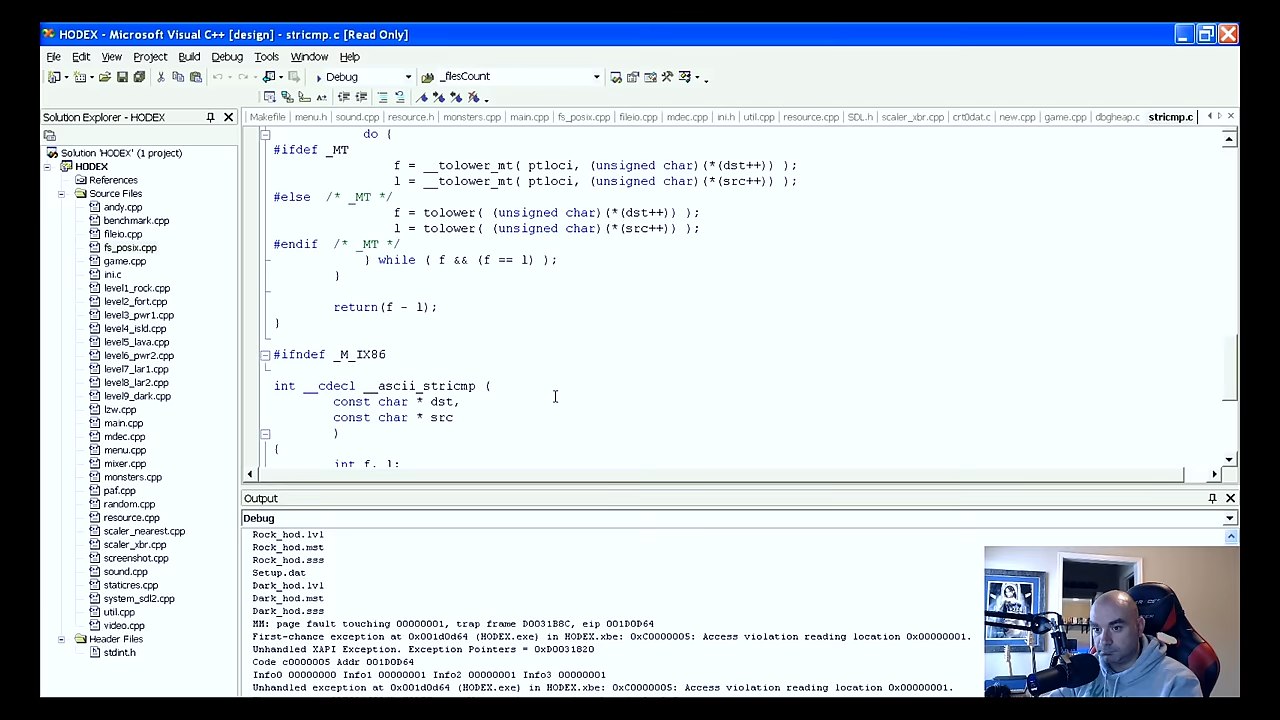 HODEX - Microsoft Visual C++ [design] - stricmp.c [Read Only]
File Edit View Project Build Debug Tools Window Help
Debug _filesCount
Solution Explorer - HODEX
Makefile menu.h sound.cpp resource.h monsters.cpp main.cpp fs_posix.cpp fileio.cpp mdec.cpp ini.h util.cpp resource.cpp SDL.h scaler_xbr.cpp crt0dat.c new.cpp game.cpp dbgheap.c stricmp.c
Solution 'HODEX' (1 project)
HODEX
References
Source Files
andy.cpp
benchmark.cpp
fileio.cpp
fs_posix.cpp
game.cpp
ini.c
level1_rock.cpp
level2_fort.cpp
level3_pwr1.cpp
level4_isld.cpp
level5_lava.cpp
level6_pwr2.cpp
level7_lar1.cpp
level8_lar2.cpp
level9_dark.cpp
lzw.cpp
main.cpp
mdec.cpp
menu.cpp
mixer.cpp
monsters.cpp
paf.cpp
random.cpp
resource.cpp
scaler_nearest.cpp
scaler_xbr.cpp
screenshot.cpp
sound.cpp
staticres.cpp
system_sdl2.cpp
util.cpp
video.cpp
Header Files
stdint.h
do {
#ifdef _MT
f = __tolower_mt( ptloci, (unsigned char)(*(dst++)) );
l = __tolower_mt( ptloci, (unsigned char)(*(src++)) );
#else /* _MT */
f = tolower( (unsigned char)(*(dst++)) );
l = tolower( (unsigned char)(*(src++)) );
#endif /* _MT */
} while ( f && (f == l) );
}
return(f - l);
}
#ifndef _M_IX86
int __cdecl __ascii_stricmp (
const char * dst,
const char * src
)
{
int f, l;
Output
Debug
Rock_hod.lvl
Rock_hod.mst
Rock_hod.sss
Setup.dat
Dark_hod.lvl
Dark_hod.mst
Dark_hod.sss
MM: page fault touching 00000001, trap frame D0031B8C, eip 001D0D64
First-chance exception at 0x001d0d64 (HODEX.exe) in HODEX.xbe: 0xC0000005: Access violation reading location 0x00000001.
Unhandled XAPI Exception. Exception Pointers = 0xD0031820
Code c0000005 Addr 001D0D64
Info0 00000000 Info1 00000001 Info2 00000001 Info3 00000001
Unhandled exception at 0x001d0d64 (HODEX.exe) in HODEX.xbe: 0xC0000005: Access violation reading location 0x00000001.